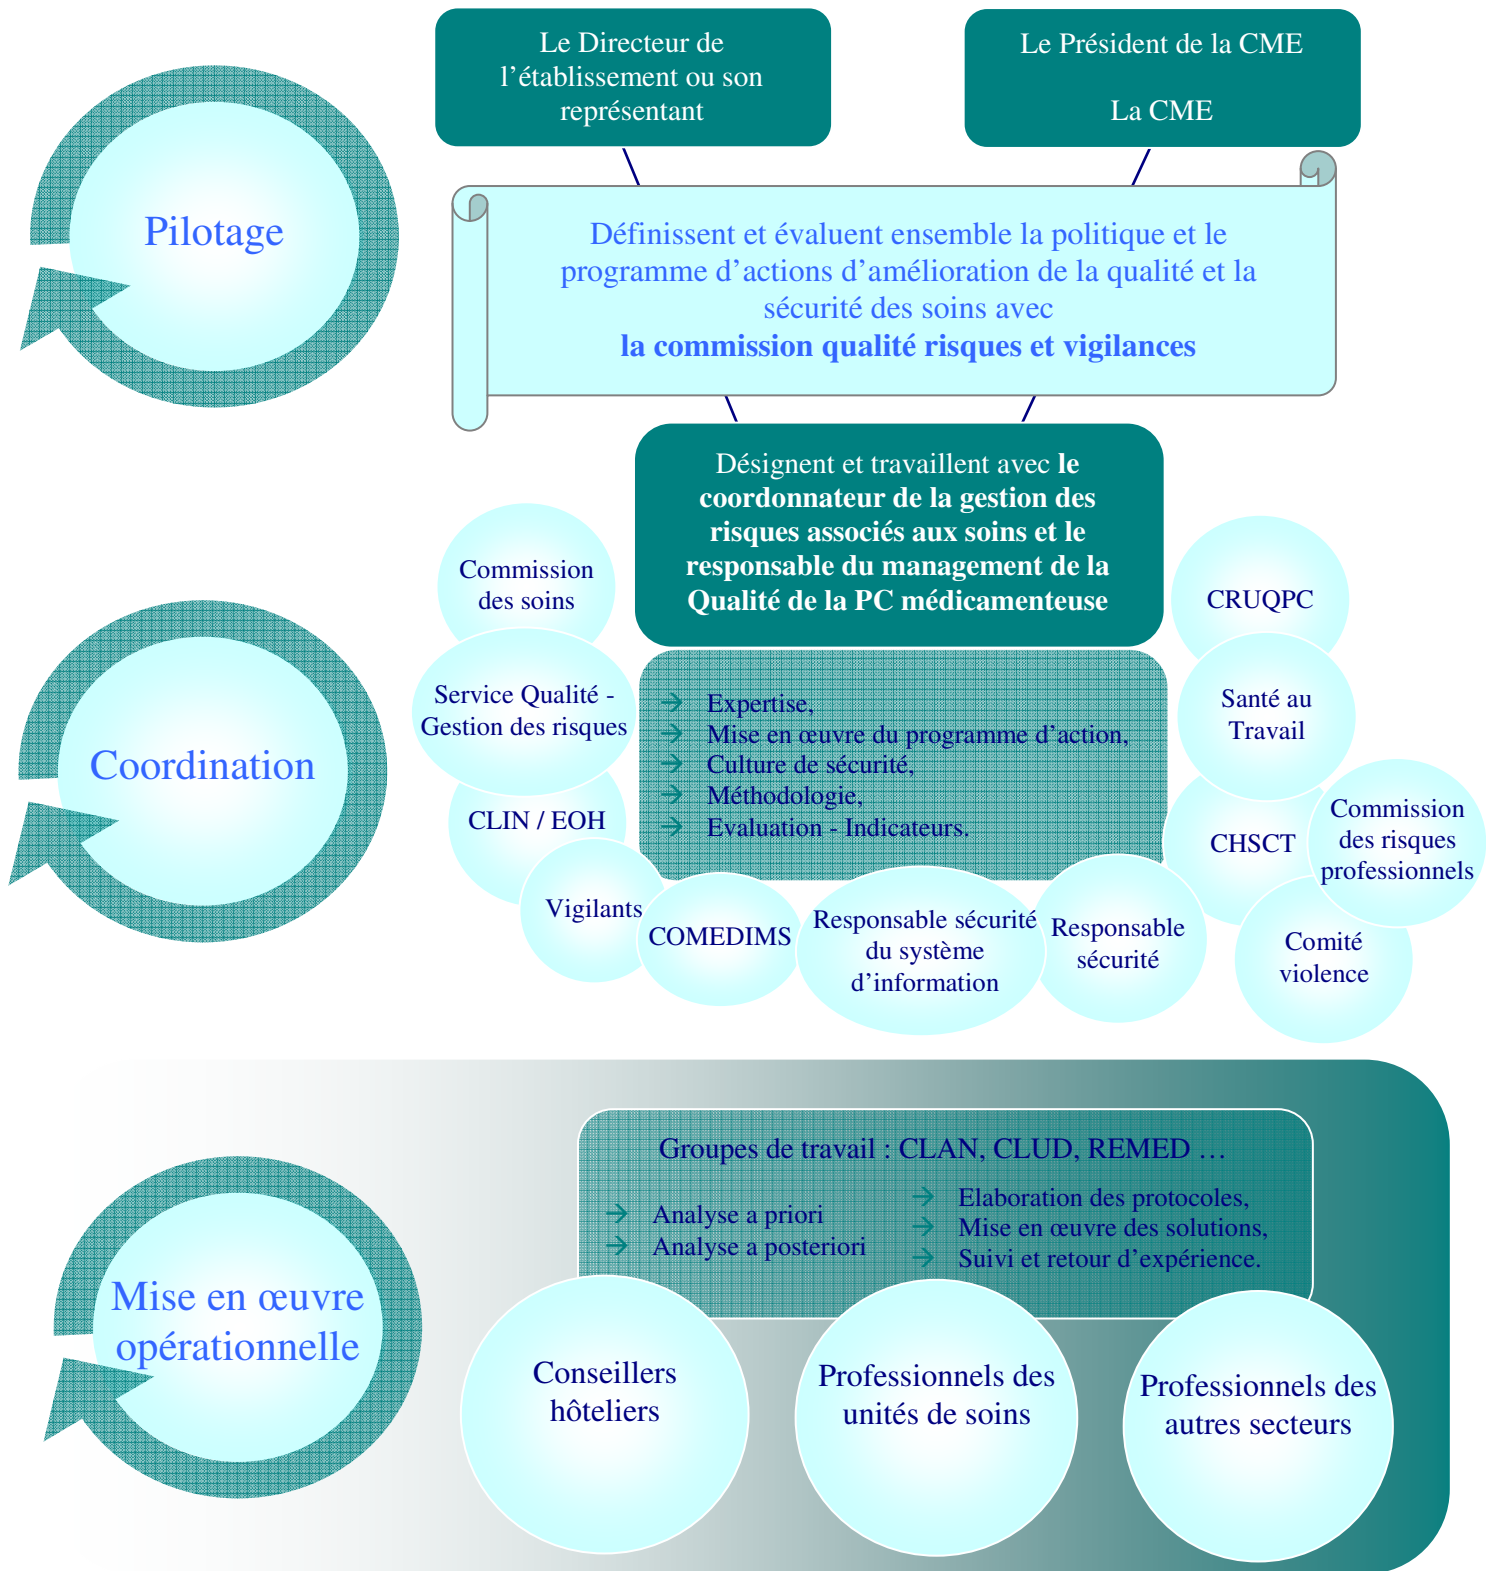 Le Directeur de
l’établissement ou son
représentant
Le Président de la CME
La CME
Pilotage
Définissent et évaluent ensemble la politique et le
programme d’actions d’amélioration de la qualité et la
sécurité des soins avec
la commission qualité risques et vigilances
Désignent et travaillent avec le
coordonnateur de la gestion des
risques associés aux soins et le
responsable du management de la
Qualité de la PC médicamenteuse
Coordination
Commission
des soins
Service Qualité -
Gestion des risques
CLIN / EOH
Vigilants
COMEDIMS
Responsable sécurité
du système
d’information
Responsable
sécurité
CRUQPC
Santé au
Travail
CHSCT
Commission
des risques
professionnels
Comité
violence
→ Expertise,
→ Mise en œuvre du programme d’action,
→ Culture de sécurité,
→ Méthodologie,
→ Evaluation - Indicateurs.
Mise en œuvre
opérationnelle
Groupes de travail : CLAN, CLUD, REMED …
→ Analyse a priori
→ Analyse a posteriori
→ Elaboration des protocoles,
→ Mise en œuvre des solutions,
→ Suivi et retour d’expérience.
Conseillers
hôteliers
Professionnels des
unités de soins
Professionnels des
autres secteurs